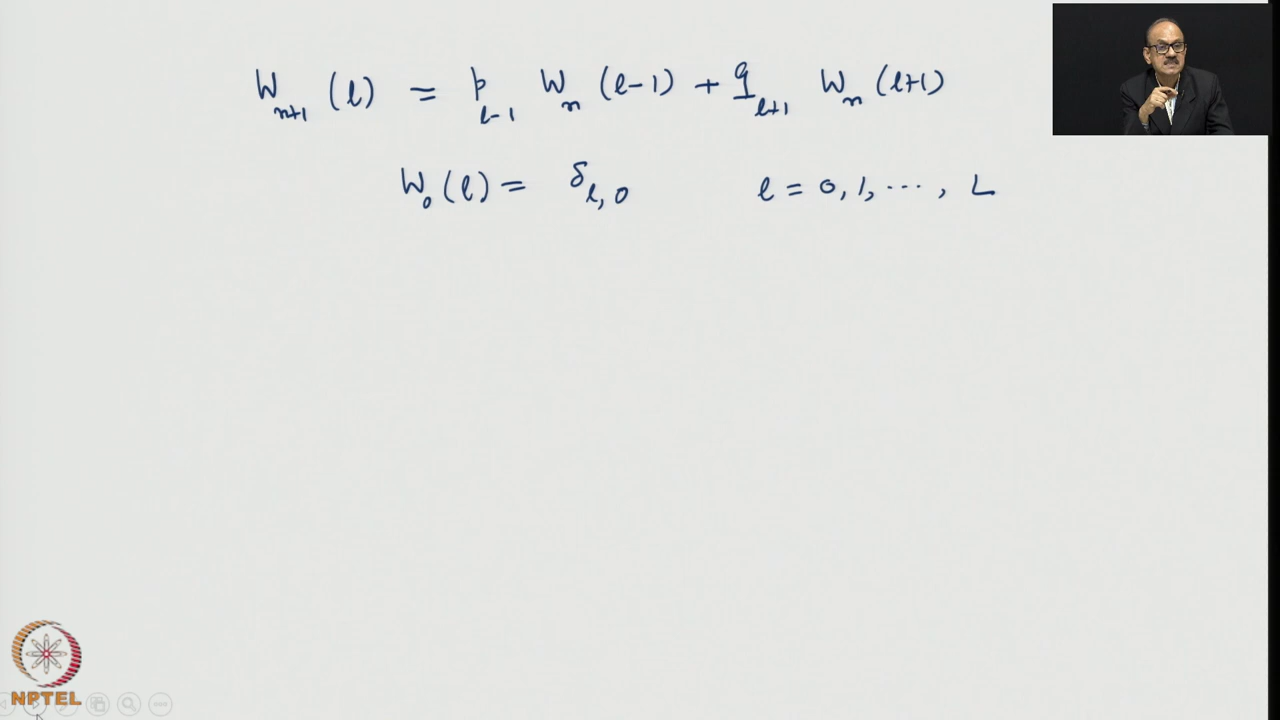 W_{n+1}(l) = p_{l-1} W_n(l-1) + q_{l+1} W_n(l+1)
W_0(l) = δ_{l,0} l = 0, 1, ..., L
NPTEL